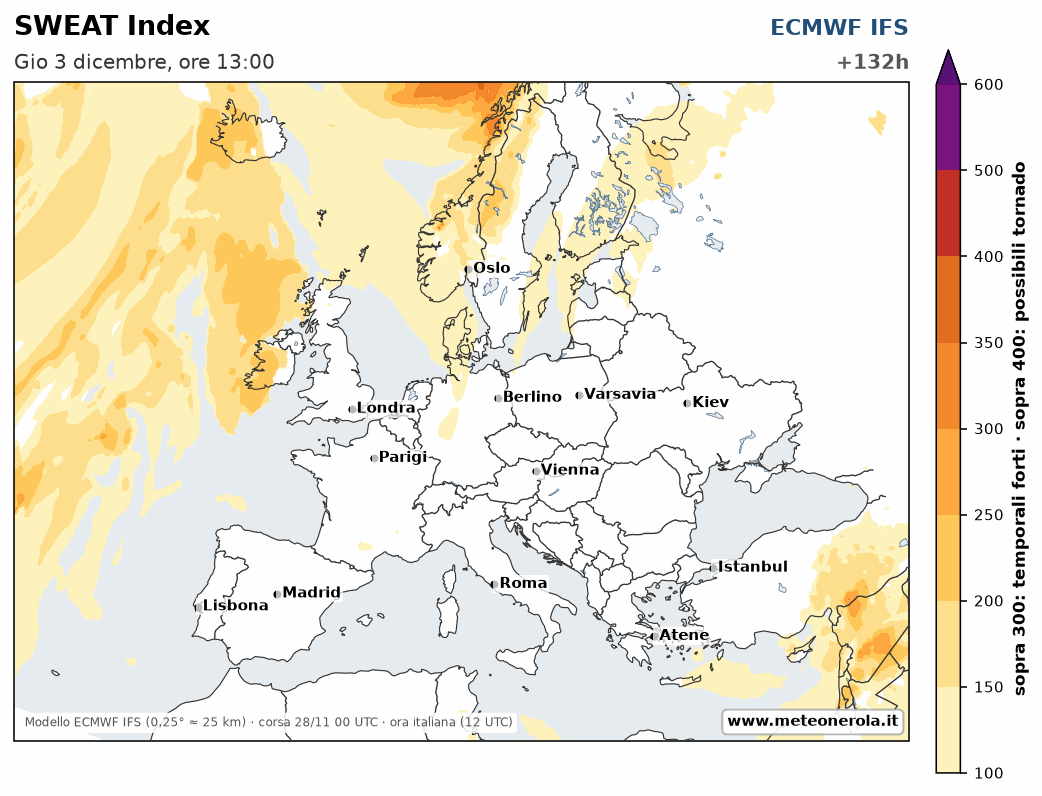 SWEAT Index
ECMWF IFS
Gio 3 dicembre, ore 13:00
+132h
Oslo
Londra
Berlino
Varsavia
Kiev
Parigi
Vienna
Istanbul
Roma
Madrid
Lisbona
Atene
Modello ECMWF IFS (0,25° ≈ 25 km) · corsa 28/11 00 UTC · ora italiana (12 UTC)
www.meteonerola.it
600
500
400
350
300
250
200
150
100
sopra 300: temporali forti · sopra 400: possibili tornado